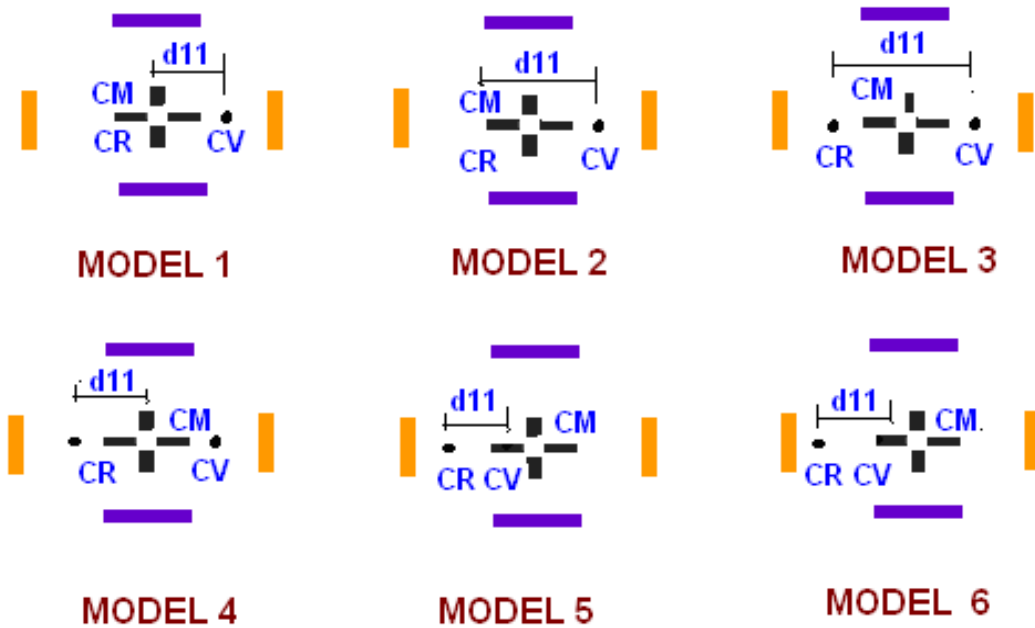 d11
CM
CR
CV
MODEL 1
d11
CM
CR
CV
MODEL 2
d11
CM
CR
CV
MODEL 3
d11
CM
CR
CV
MODEL 4
d11
CM
CR CV
MODEL 5
d11
CM
CR CV
MODEL 6